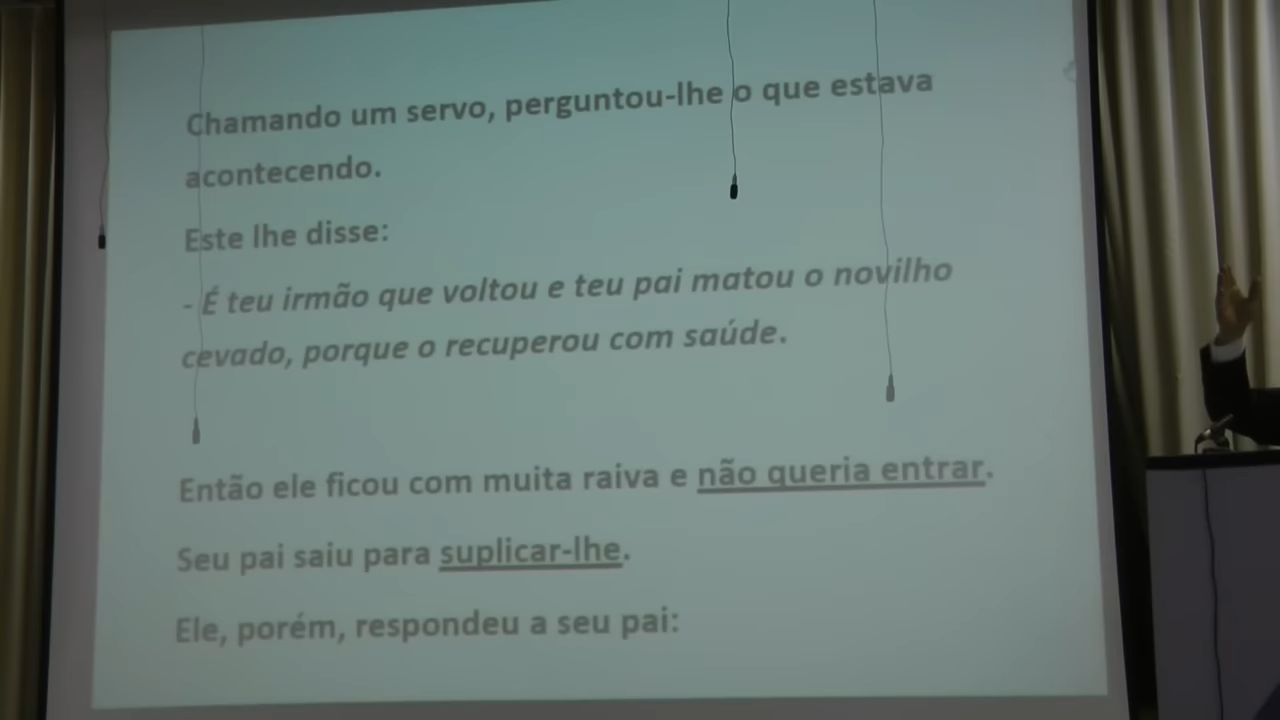 Chamando um servo, perguntou-lhe o que estava
acontecendo.
Este lhe disse:
- É teu irmão que voltou e teu pai matou o novilho
cevado, porque o recuperou com saúde.
Então ele ficou com muita raiva e não queria entrar.
Seu pai saiu para suplicar-lhe.
Ele, porém, respondeu a seu pai: